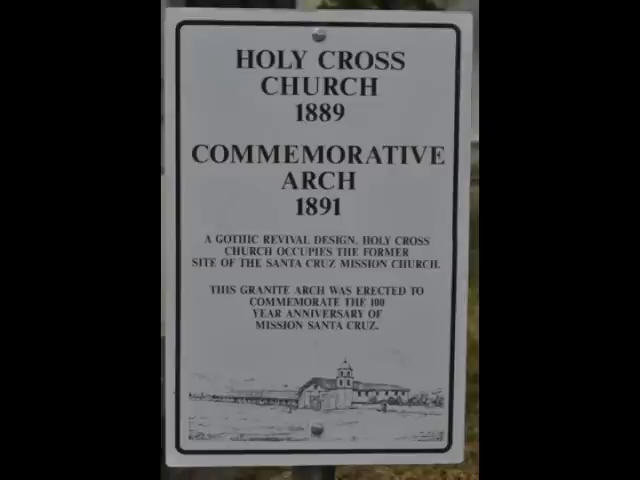 HOLY CROSS
CHURCH
1889
COMMEMORATIVE
ARCH
1891
A GOTHIC REVIVAL DESIGN, HOLY CROSS
CHURCH OCCUPIES THE FORMER
SITE OF THE SANTA CRUZ MISSION CHURCH.
THIS GRANITE ARCH WAS ERECTED TO
COMMEMORATE THE 100
YEAR ANNIVERSARY OF
MISSION SANTA CRUZ.